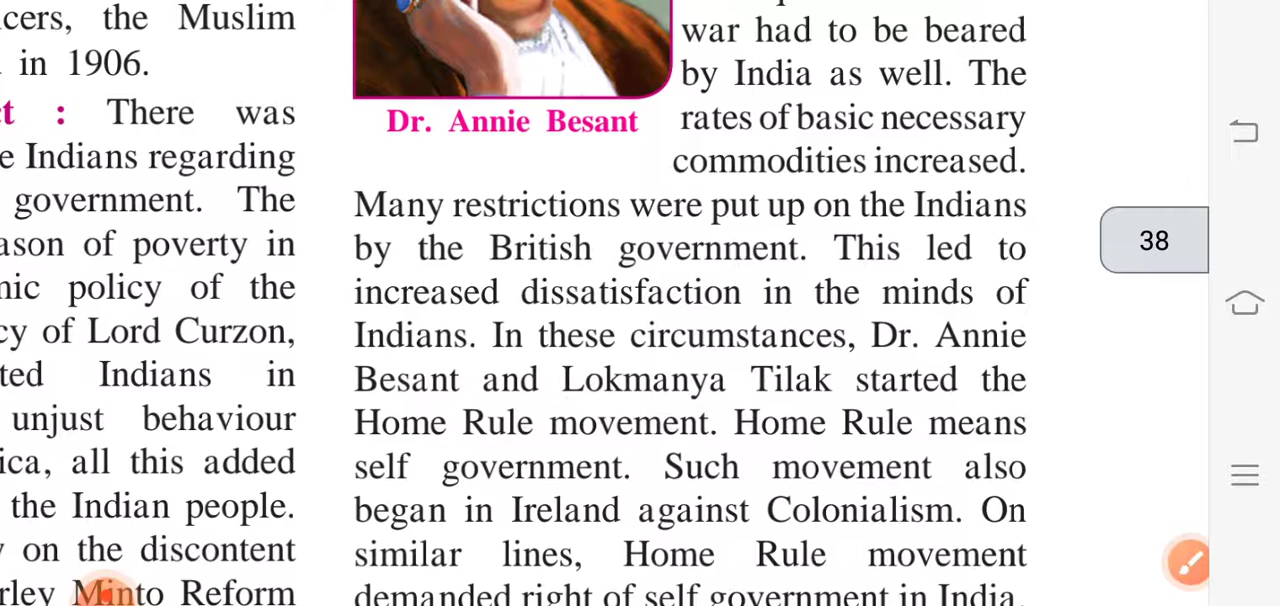 cers, the Muslim
in 1906.
ct : There was
e Indians regarding
government. The
ason of poverty in
mic policy of the
cy of Lord Curzon,
ted Indians in
unjust behaviour
ica, all this added
the Indian people.
y on the discontent
rley Minto Reform
Dr. Annie Besant
war had to be beared
by India as well. The
rates of basic necessary
commodities increased.
Many restrictions were put up on the Indians
by the British government. This led to
increased dissatisfaction in the minds of
Indians. In these circumstances, Dr. Annie
Besant and Lokmanya Tilak started the
Home Rule movement. Home Rule means
self government. Such movement also
began in Ireland against Colonialism. On
similar lines, Home Rule movement
demanded right of self government in India.
38